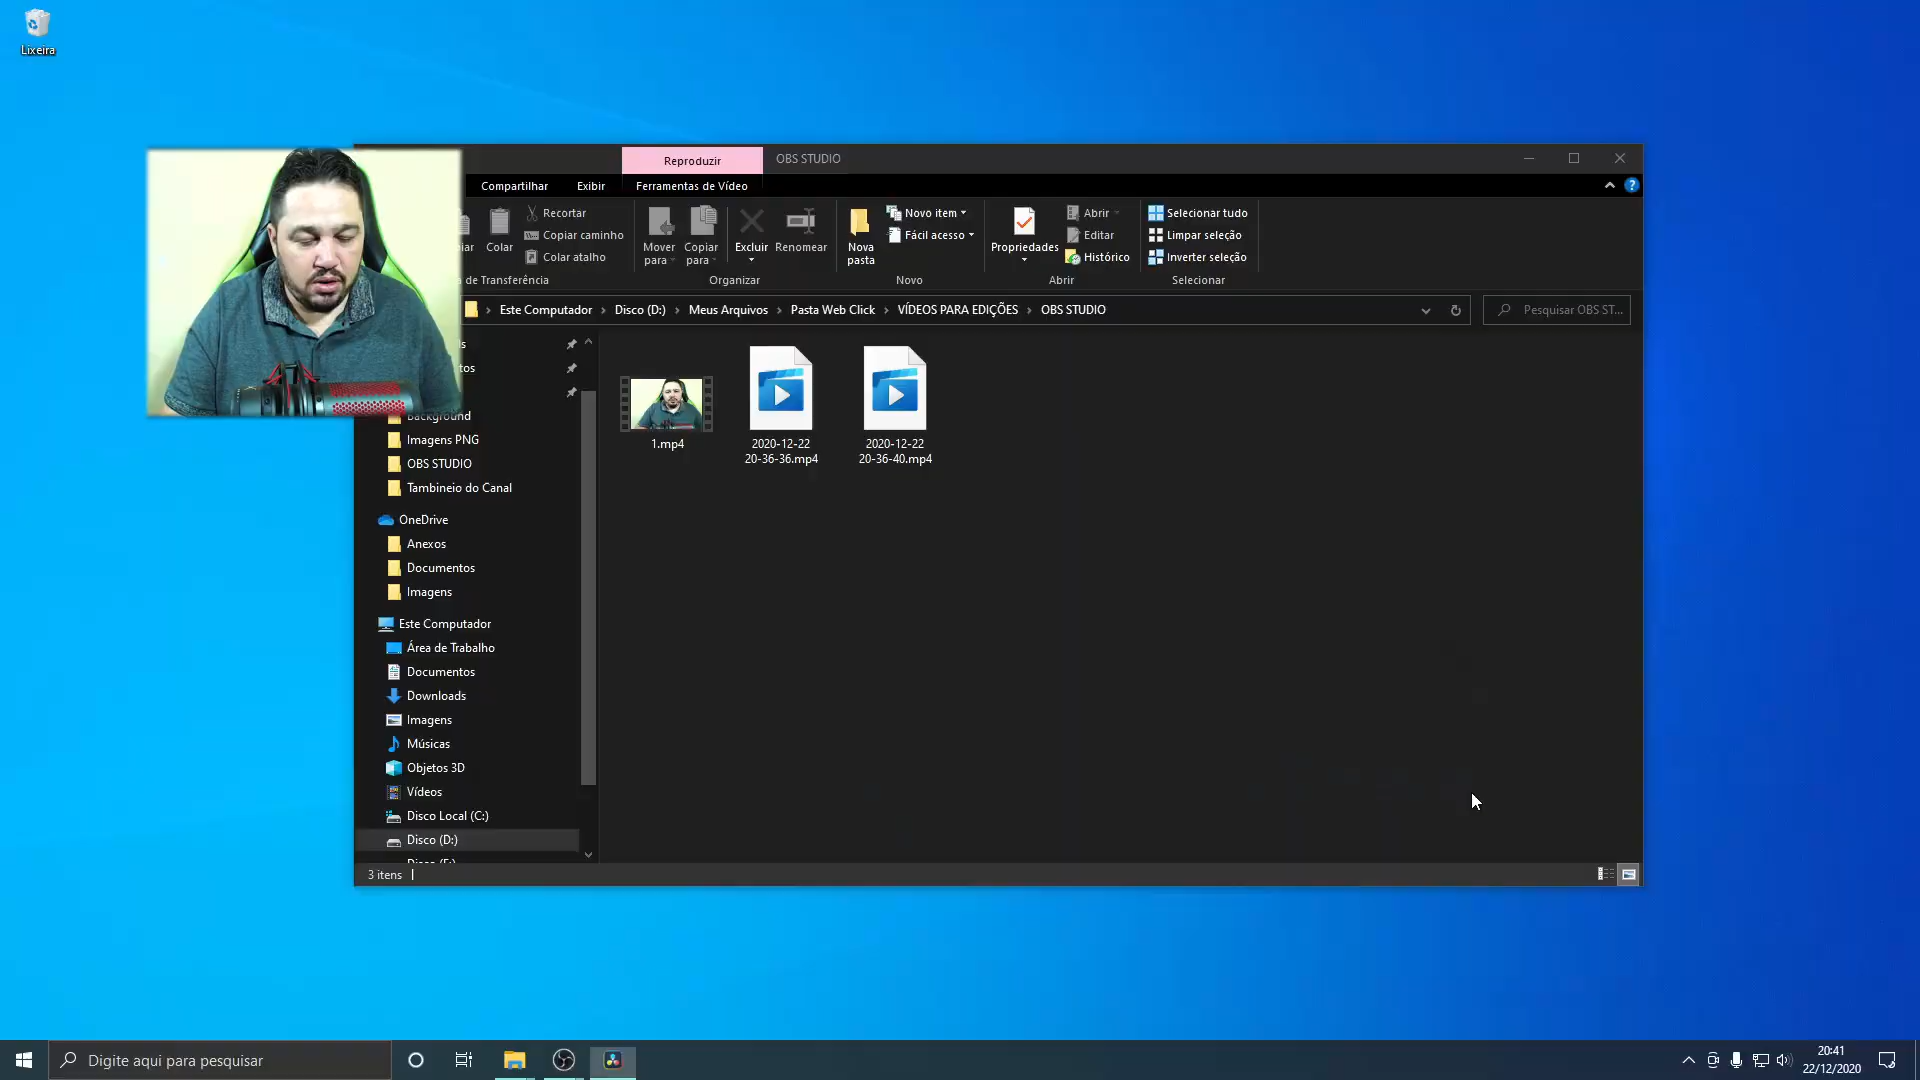 Lixeira
Reproduzir
OBS STUDIO
Compartilhar
Exibir
Ferramentas de Vídeo
Colar
Recortar
Copiar caminho
Colar atalho
de Transferência
Mover para
Copiar para
Excluir
Renomear
Organizar
Nova pasta
Novo item
Fácil acesso
Novo
Propriedades
Abrir
Editar
Histórico
Abrir
Selecionar tudo
Limpar seleção
Inverter seleção
Selecionar
Este Computador
Disco (D:)
Meus Arquivos
Pasta Web Click
VÍDEOS PARA EDIÇÕES
OBS STUDIO
Pesquisar OBS ST...
Background
Imagens PNG
OBS STUDIO
Tambineio do Canal
OneDrive
Anexos
Documentos
Imagens
Este Computador
Área de Trabalho
Documentos
Downloads
Imagens
Músicas
Objetos 3D
Vídeos
Disco Local (C:)
Disco (D:)
1.mp4
2020-12-22
20-36-36.mp4
2020-12-22
20-36-40.mp4
3 itens
Digite aqui para pesquisar
20:41
22/12/2020